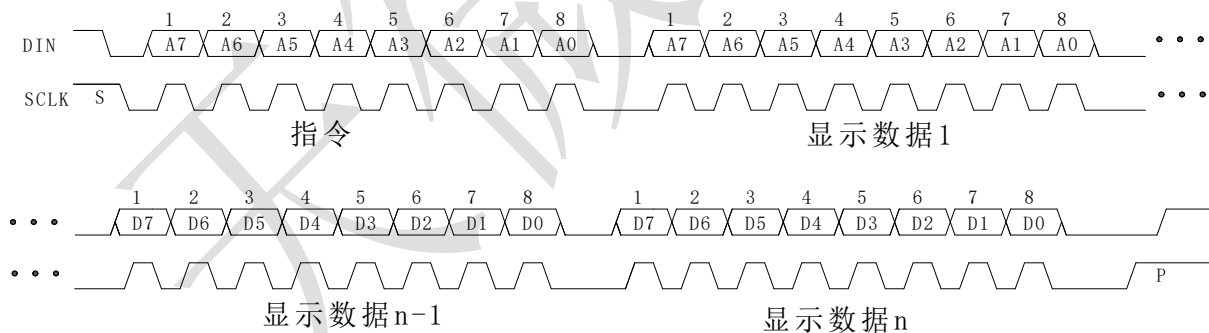 1 2 3 4 5 6 7 8 1 2 3 4 5 6 7 8
DIN A7 A6 A5 A4 A3 A2 A1 A0 A7 A6 A5 A4 A3 A2 A1 A0
SCLK S
指令 显示数据1
1 2 3 4 5 6 7 8 1 2 3 4 5 6 7 8
D7 D6 D5 D4 D3 D2 D1 D0 D7 D6 D5 D4 D3 D2 D1 D0
P
显示数据n-1 显示数据n